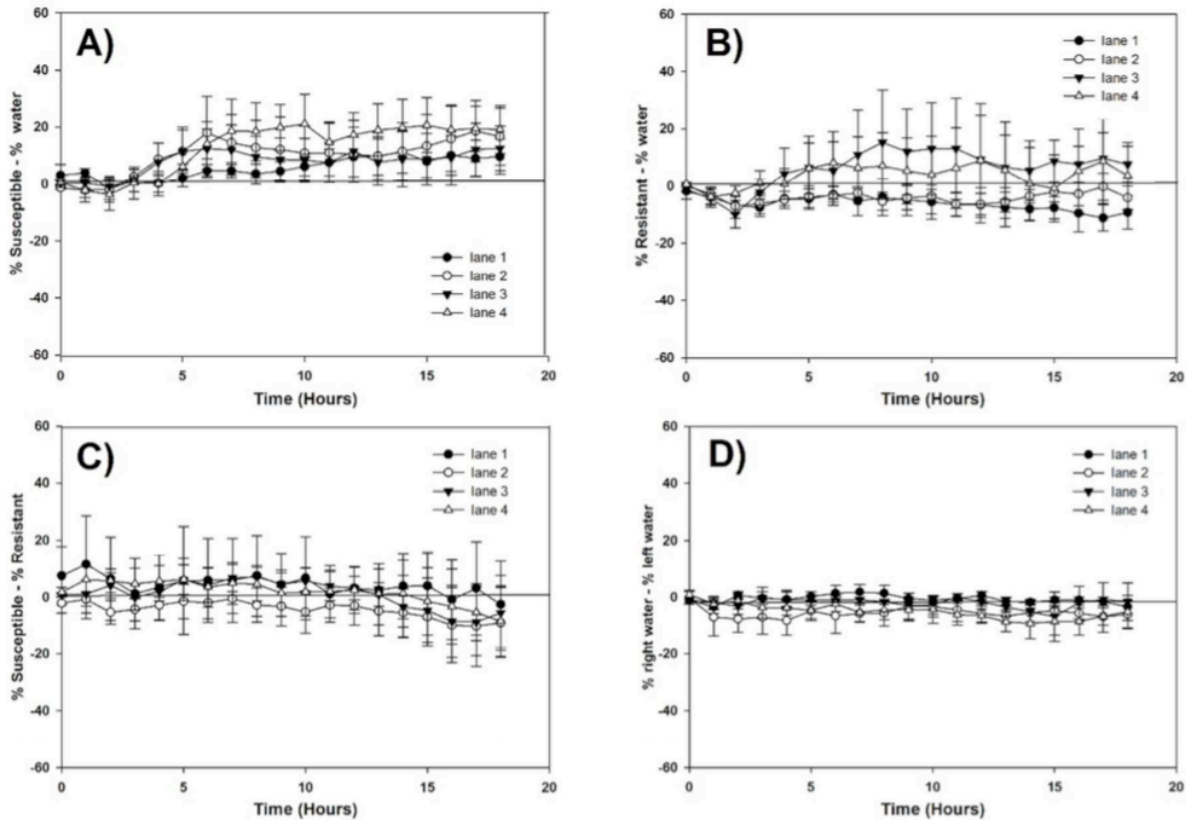 A)
% Susceptible - % water
60
40
20
0
-20
-40
-60
0 5 10 15 20
Time (Hours)
lane 1
lane 2
lane 3
lane 4
B)
% Resistant - % water
60
40
20
0
-20
-40
-60
0 5 10 15 20
Time (Hours)
lane 1
lane 2
lane 3
lane 4
C)
% Susceptible - % Resistant
60
40
20
0
-20
-40
-60
0 5 10 15 20
Time (Hours)
lane 1
lane 2
lane 3
lane 4
D)
% right water - % left water
60
40
20
0
-20
-40
-60
0 5 10 15 20
Time (Hours)
lane 1
lane 2
lane 3
lane 4